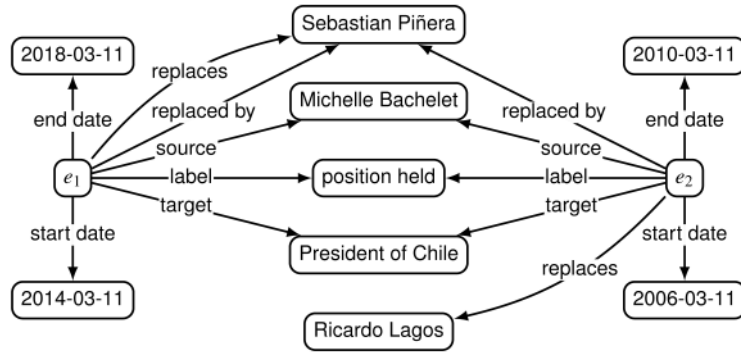 Sebastian Piñera
2018-03-11
2010-03-11
replaces
Michelle Bachelet
replaced by
replaced by
end date
end date
source
source
e1
label
position held
label
e2
target
target
start date
start date
President of Chile
replaces
2014-03-11
2006-03-11
Ricardo Lagos